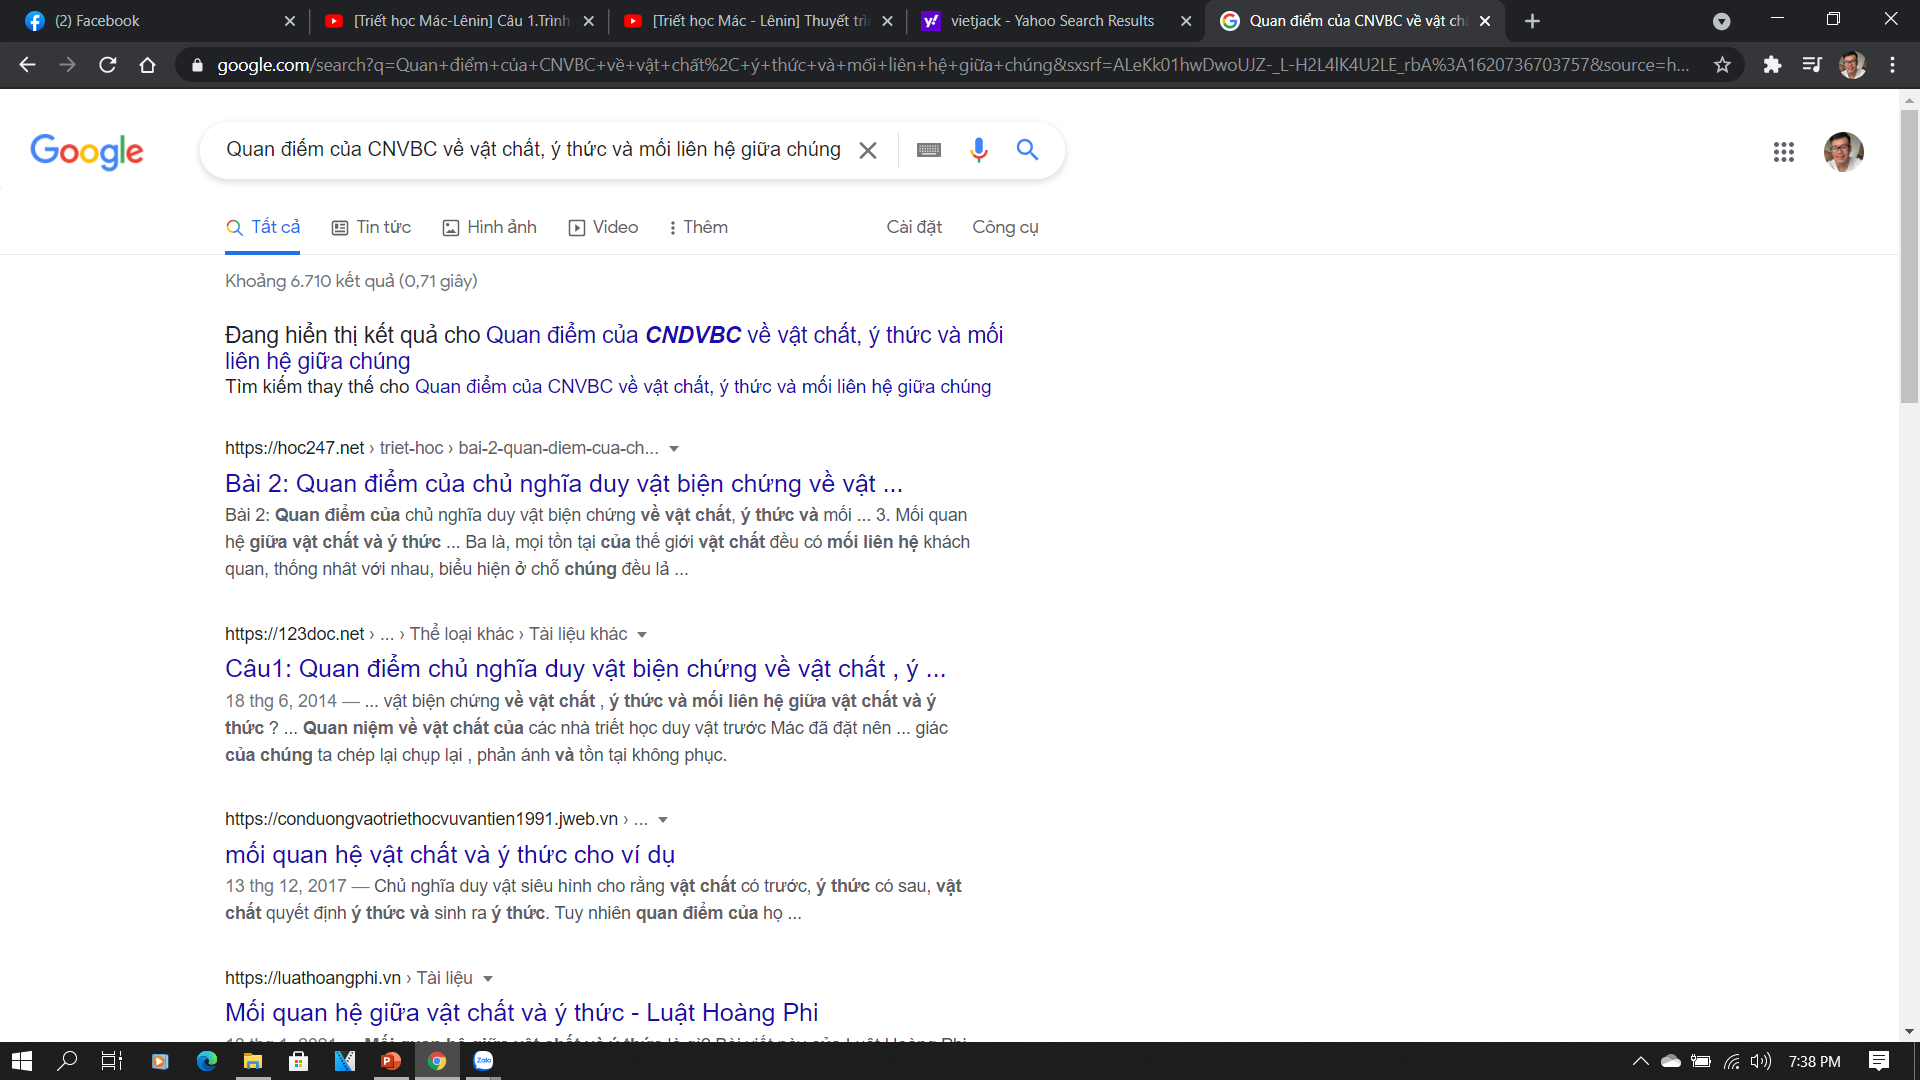 (2) Facebook
[Triết học Mác-Lênin] Câu 1.Trình
[Triết học Mác - Lênin] Thuyết trì
vietjack - Yahoo Search Results
Quan điểm của CNVBC về vật ch
google.com/search?q=Quan+điểm+của+CNVBC+về+vật+chất%2C+ý+thức+và+mối+liên+hệ+giữa+chúng&sxsrf=ALeKk01hwDwoUJZ-_L-H2L4lK4U2LE_rbA%3A1620736703757&source=h...
Google
Quan điểm của CNVBC về vật chất, ý thức và mối liên hệ giữa chúng
Tất cả
Tin tức
Hình ảnh
Video
Thêm
Cài đặt
Công cụ
Khoảng 6.710 kết quả (0,71 giây)
Đang hiển thị kết quả cho Quan điểm của CNDVBC về vật chất, ý thức và mối
liên hệ giữa chúng
Tìm kiếm thay thế cho Quan điểm của CNVBC về vật chất, ý thức và mối liên hệ giữa chúng
https://hoc247.net › triet-hoc › bai-2-quan-diem-cua-ch...
Bài 2: Quan điểm của chủ nghĩa duy vật biện chứng về vật ...
Bài 2: Quan điểm của chủ nghĩa duy vật biện chứng về vật chất, ý thức và mối ... 3. Mối quan
hệ giữa vật chất và ý thức ... Ba là, mọi tồn tại của thế giới vật chất đều có mối liên hệ khách
quan, thống nhât với nhau, biểu hiện ở chỗ chúng đều lả ...
https://123doc.net › ... › Thể loại khác › Tài liệu khác
Câu1: Quan điểm chủ nghĩa duy vật biện chứng về vật chất , ý ...
18 thg 6, 2014 — ... vật biện chứng về vật chất , ý thức và mối liên hệ giữa vật chất và ý
thức ? ... Quan niệm về vật chất của các nhà triết học duy vật trước Mác đã đặt nên ... giác
của chúng ta chép lại chụp lại , phản ánh và tồn tại không phục.
https://conduongvaotriethocvuvantien1991.jweb.vn › ...
mối quan hệ vật chất và ý thức cho ví dụ
13 thg 12, 2017 — Chủ nghĩa duy vật siêu hình cho rằng vật chất có trước, ý thức có sau, vật
chất quyết định ý thức và sinh ra ý thức. Tuy nhiên quan điểm của họ ...
https://luathoangphi.vn › Tài liệu
Mối quan hệ giữa vật chất và ý thức - Luật Hoàng Phi
Zalo
7:38 PM